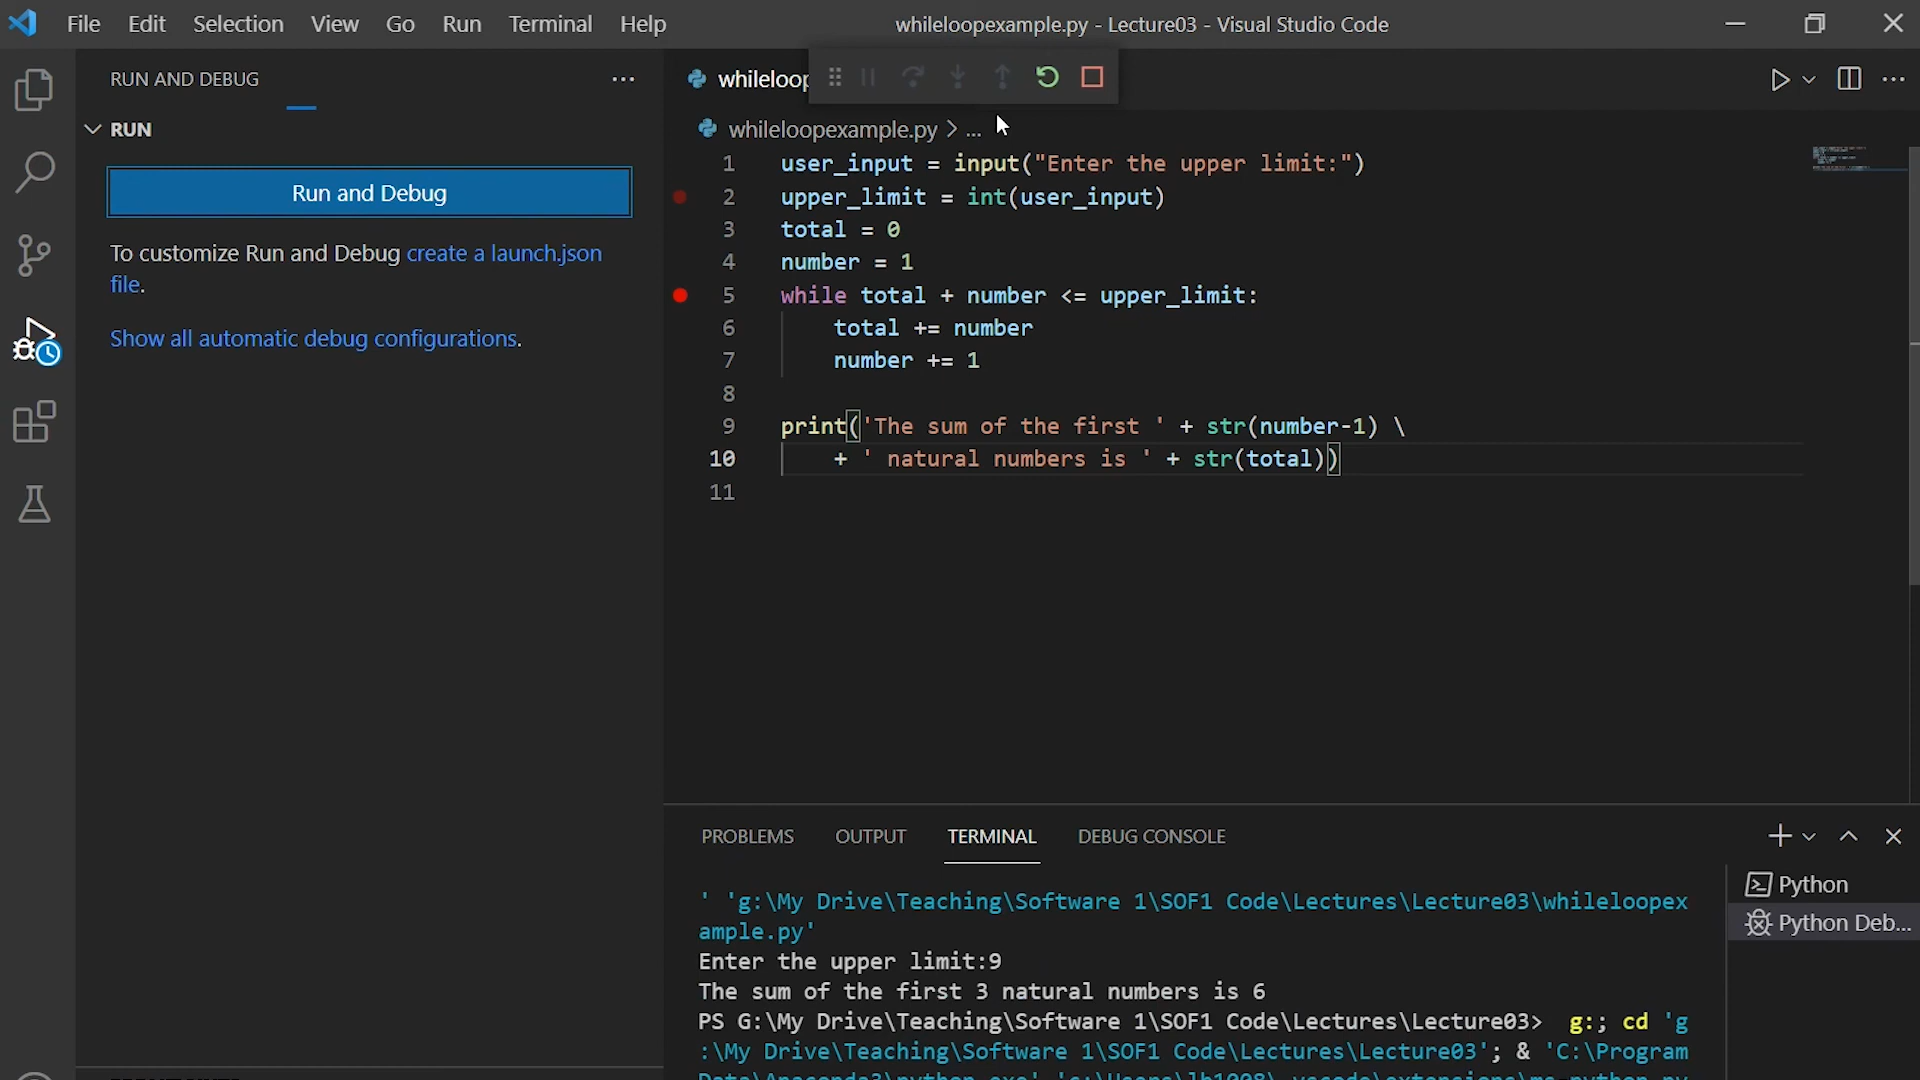 File Edit Selection View Go Run Terminal Help
whileloopexample.py - Lecture03 - Visual Studio Code
RUN AND DEBUG
RUN
Run and Debug
To customize Run and Debug create a launch.json
file.
Show all automatic debug configurations.
whileloopexample.py > ...
1 user_input = input("Enter the upper limit:")
2 upper_limit = int(user_input)
3 total = 0
4 number = 1
5 while total + number <= upper_limit:
6 total += number
7 number += 1
8
9 print('The sum of the first ' + str(number-1) \
10 + ' natural numbers is ' + str(total))
11
PROBLEMS OUTPUT TERMINAL DEBUG CONSOLE
' 'g:\My Drive\Teaching\Software 1\SOF1 Code\Lectures\Lecture03\whileloopex
ample.py'
Enter the upper limit:9
The sum of the first 3 natural numbers is 6
PS G:\My Drive\Teaching\Software 1\SOF1 Code\Lectures\Lecture03> g:; cd 'g
:\My Drive\Teaching\Software 1\SOF1 Code\Lectures\Lecture03'; & 'C:\Program
Python
Python Deb...